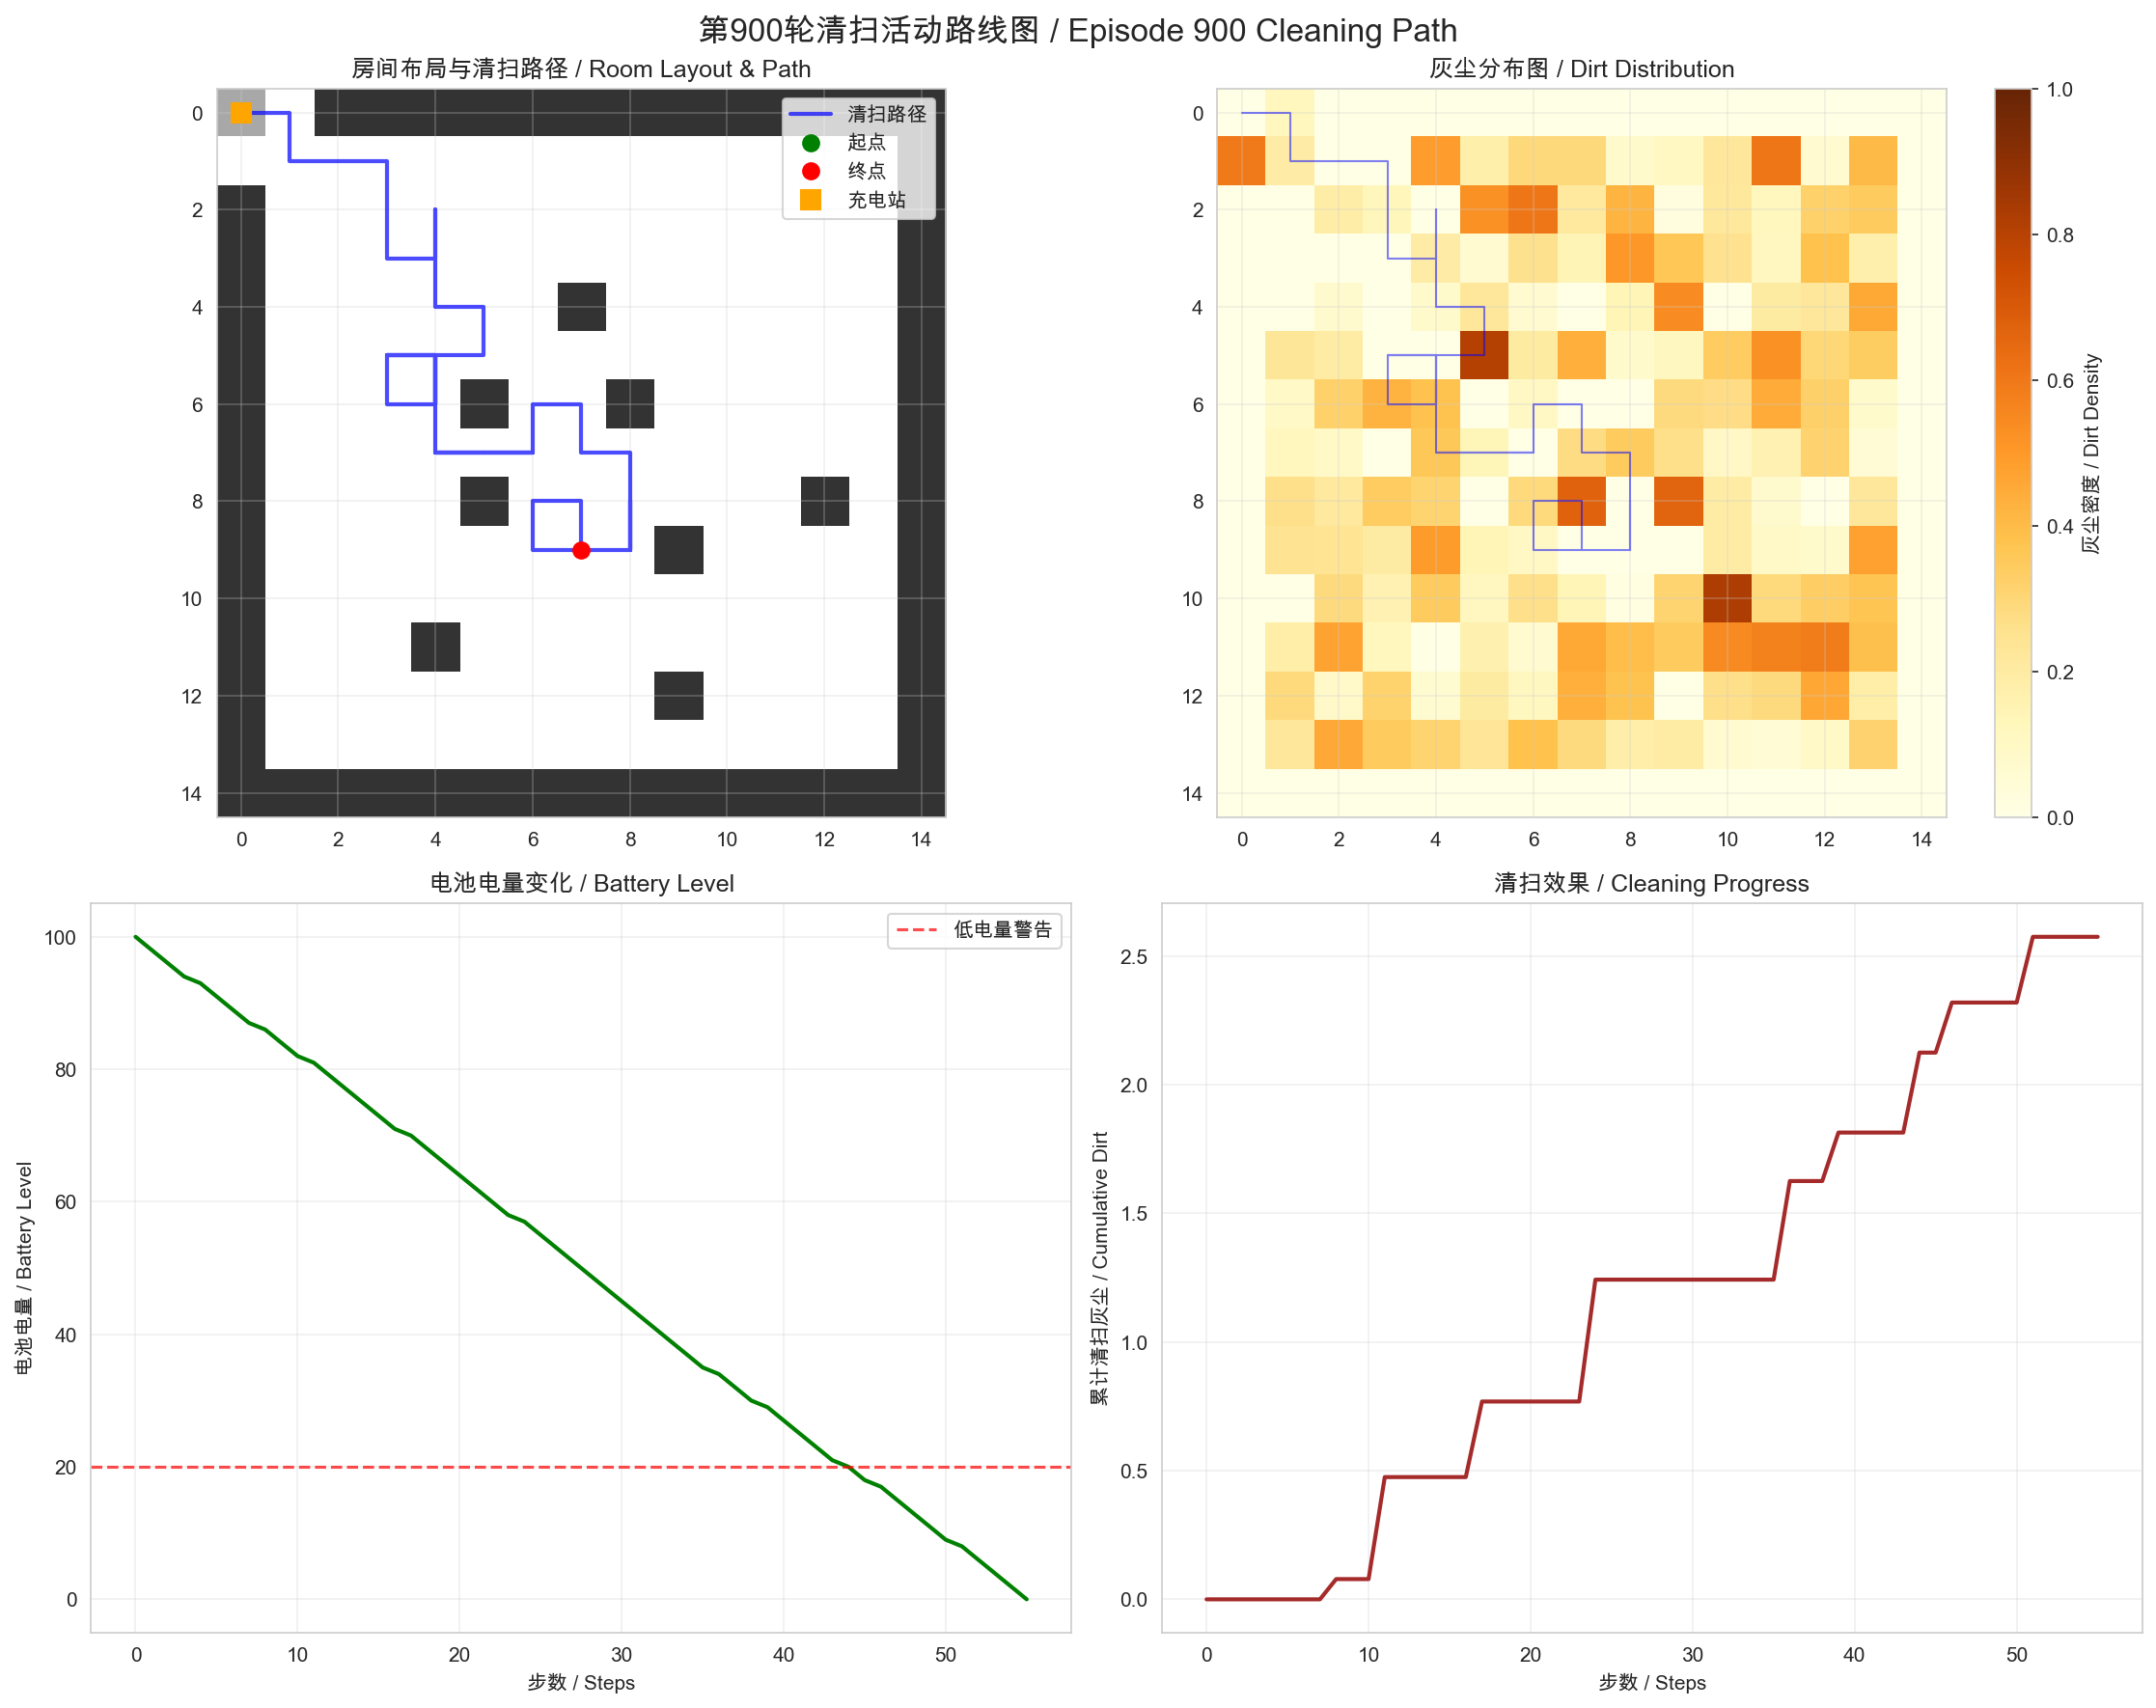 第900轮清扫活动路线图 / Episode 900 Cleaning Path
房间布局与清扫路径 / Room Layout & Path
清扫路径
起点
终点
充电站
0
2
4
6
8
10
12
14
0 2 4 6 8 10 12 14
灰尘分布图 / Dirt Distribution
0
2
4
6
8
10
12
14
0 2 4 6 8 10 12 14
1.0
0.8
0.6
0.4
0.2
0.0
灰尘密度 / Dirt Density
电池电量变化 / Battery Level
低电量警告
100
80
60
40
20
0
电池电量 / Battery Level
0 10 20 30 40 50
步数 / Steps
清扫效果 / Cleaning Progress
2.5
2.0
1.5
1.0
0.5
0.0
累计清扫灰尘 / Cumulative Dirt
0 10 20 30 40 50
步数 / Steps